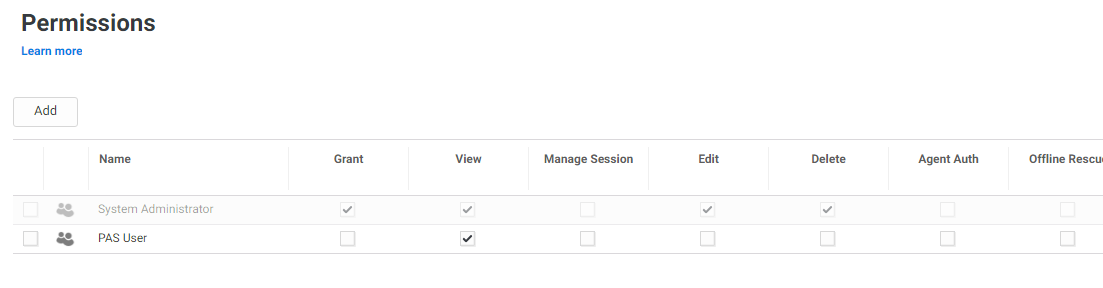 Permissions
Learn more
Add
Name Grant View Manage Session Edit Delete Agent Auth Offline Rescu
System Administrator
PAS User